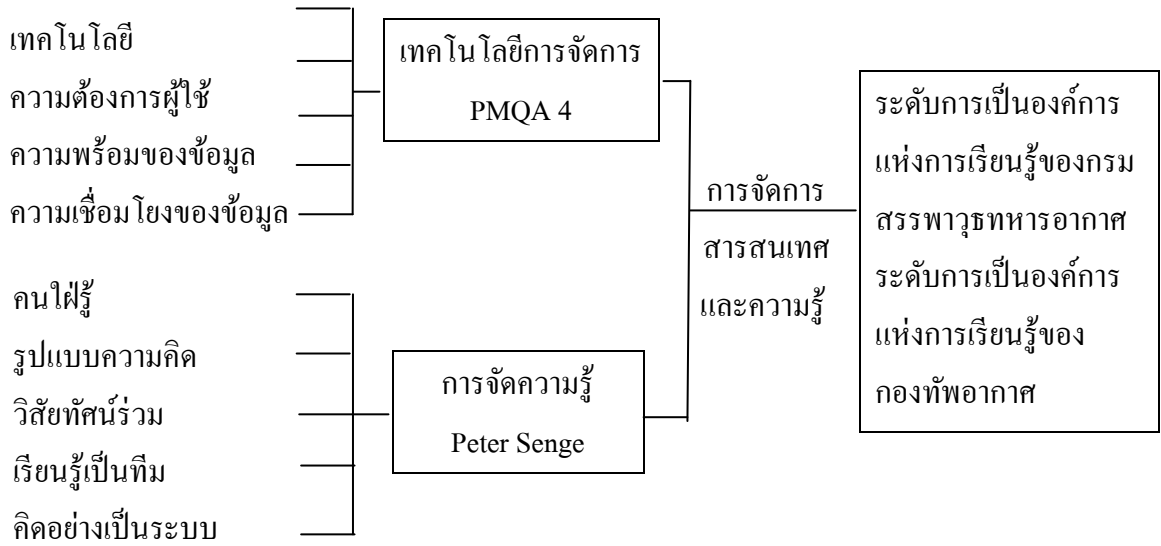 เทคโนโลยี
ความต้องการผู้ใช้
ความพร้อมของข้อมูล
ความเชื่อมโยงของข้อมูล
เทคโนโลยีการจัดการ
PMQA 4
คนใฝ่รู้
รูปแบบความคิด
วิสัยทัศน์ร่วม
เรียนรู้เป็นทีม
คิดอย่างเป็นระบบ
การจัดความรู้
Peter Senge
การจัดการ
สารสนเทศ
และความรู้
ระดับการเป็นองค์การ
แห่งการเรียนรู้ของกรม
สรรพาวุธทหารอากาศ
ระดับการเป็นองค์การ
แห่งการเรียนรู้ของ
กองทัพอากาศ